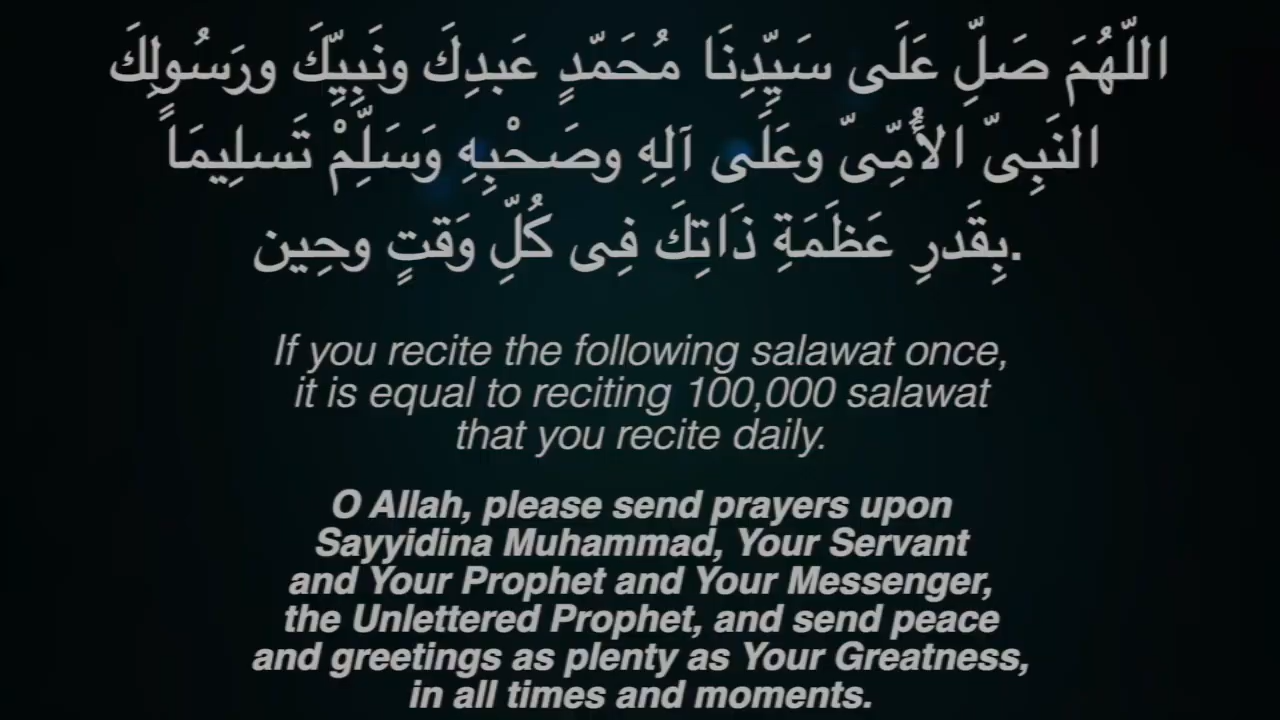 اللّهُمَ صَلِّ عَلَى سَيِّدِنَا مُحَمّدٍ عَبدِكَ ونَبِيِّكَ ورَسُولِكَ
النَبِىّ الأُمِّىّ وعَلَى آلِهِ وصَحْبِهِ وَسَلِّمْ تَسلِيمَاً
بِقَدرِ عَظَمَةِ ذَاتِكَ فِى كُلِّ وَقتٍ وحِين.
If you recite the following salawat once,
it is equal to reciting 100,000 salawat
that you recite daily.
O Allah, please send prayers upon
Sayyidina Muhammad, Your Servant
and Your Prophet and Your Messenger,
the Unlettered Prophet, and send peace
and greetings as plenty as Your Greatness,
in all times and moments.